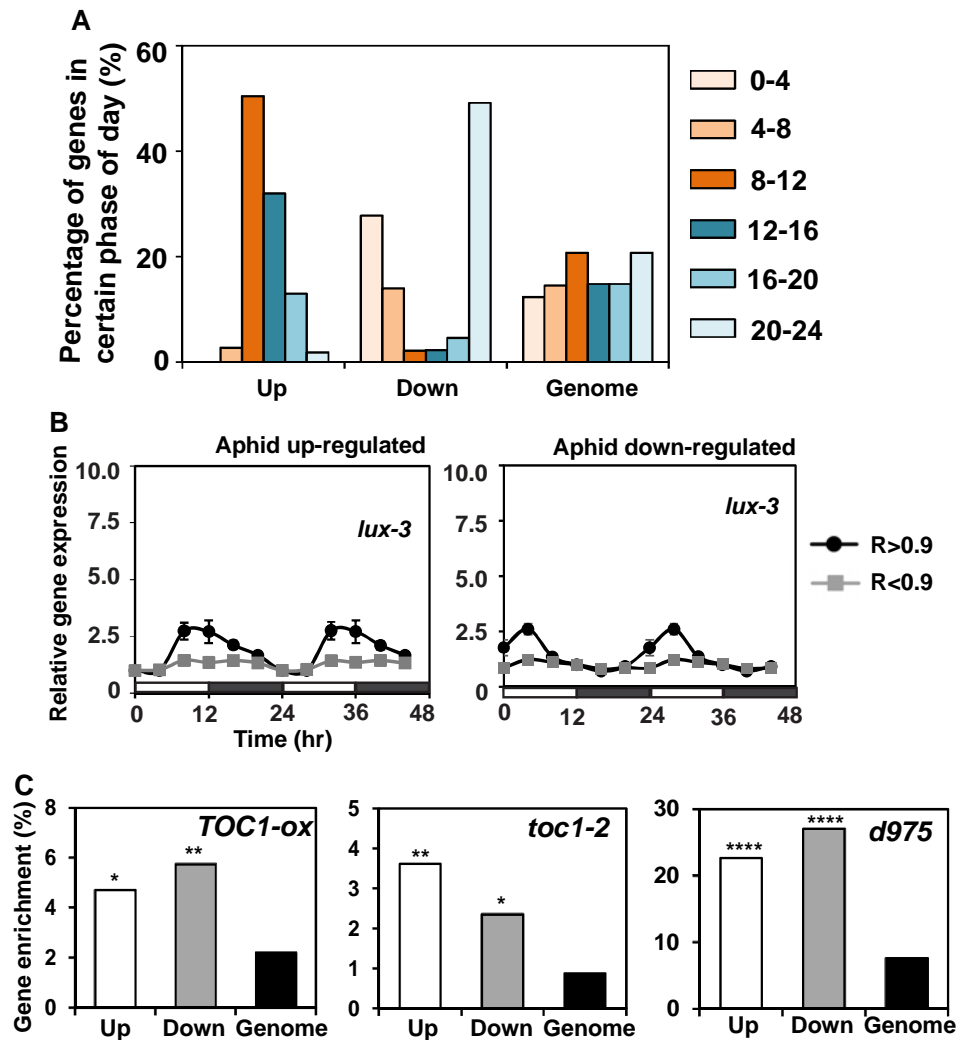 A
Percentage of genes in
certain phase of day (%)
60
40
20
0
Up
Down
Genome
0-4
4-8
8-12
12-16
16-20
20-24
B
Aphid up-regulated
Relative gene expression
10.0
7.5
5.0
2.5
0
lux-3
0
12
24
36
48
Time (hr)
Aphid down-regulated
10.0
7.5
5.0
2.5
0
lux-3
0
12
24
36
48
R>0.9
R<0.9
C
Gene enrichment (%)
8
6
4
2
0
TOC1-ox
*
**
Up
Down
Genome
5
4
3
2
1
0
toc1-2
**
*
Up
Down
Genome
30
20
10
0
d975
****
****
Up
Down
Genome